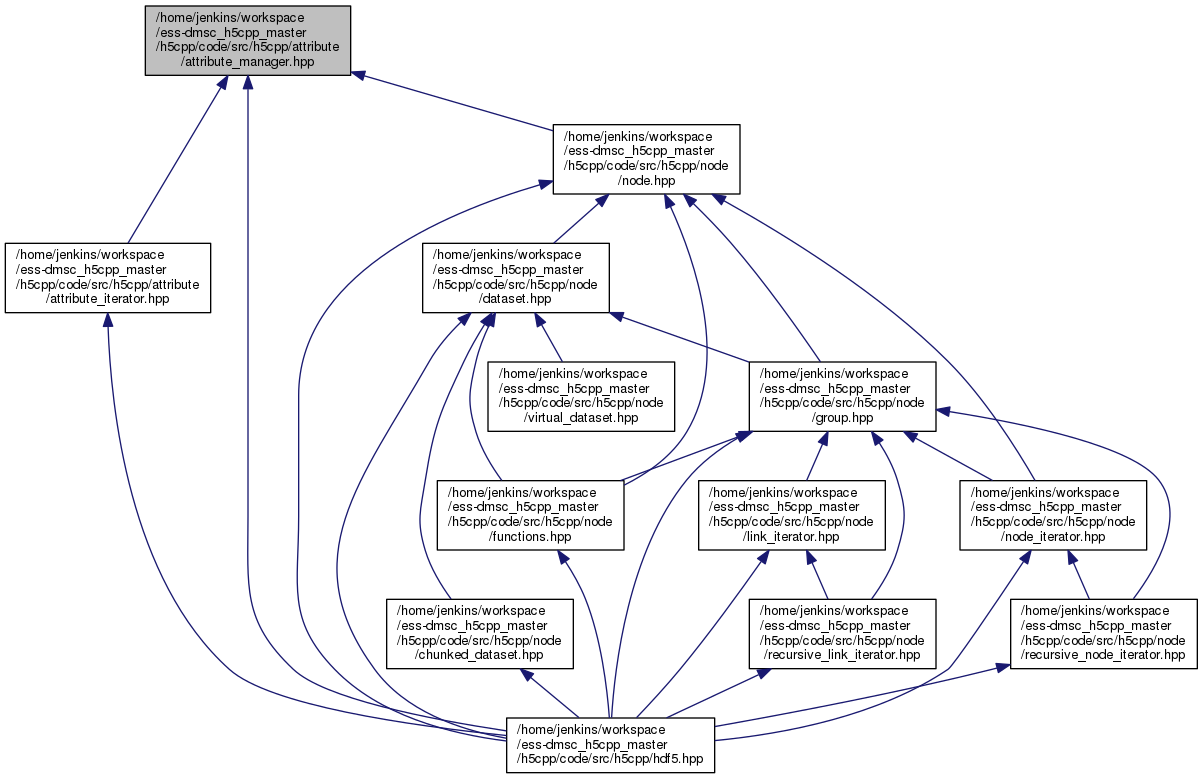 /home/jenkins/workspace
/ess-dmsc_h5cpp_master
/h5cpp/code/src/h5cpp/attribute
/attribute_manager.hpp
/home/jenkins/workspace
/ess-dmsc_h5cpp_master
/h5cpp/code/src/h5cpp/node
/node.hpp
/home/jenkins/workspace
/ess-dmsc_h5cpp_master
/h5cpp/code/src/h5cpp/attribute
/attribute_iterator.hpp
/home/jenkins/workspace
/ess-dmsc_h5cpp_master
/h5cpp/code/src/h5cpp/node
/dataset.hpp
/home/jenkins/workspace
/ess-dmsc_h5cpp_master
/h5cpp/code/src/h5cpp/node
/virtual_dataset.hpp
/home/jenkins/workspace
/ess-dmsc_h5cpp_master
/h5cpp/code/src/h5cpp/node
/group.hpp
/home/jenkins/workspace
/ess-dmsc_h5cpp_master
/h5cpp/code/src/h5cpp/node
/functions.hpp
/home/jenkins/workspace
/ess-dmsc_h5cpp_master
/h5cpp/code/src/h5cpp/node
/link_iterator.hpp
/home/jenkins/workspace
/ess-dmsc_h5cpp_master
/h5cpp/code/src/h5cpp/node
/node_iterator.hpp
/home/jenkins/workspace
/ess-dmsc_h5cpp_master
/h5cpp/code/src/h5cpp/node
/chunked_dataset.hpp
/home/jenkins/workspace
/ess-dmsc_h5cpp_master
/h5cpp/code/src/h5cpp/node
/recursive_link_iterator.hpp
/home/jenkins/workspace
/ess-dmsc_h5cpp_master
/h5cpp/code/src/h5cpp/node
/recursive_node_iterator.hpp
/home/jenkins/workspace
/ess-dmsc_h5cpp_master
/h5cpp/code/src/h5cpp/hdf5.hpp